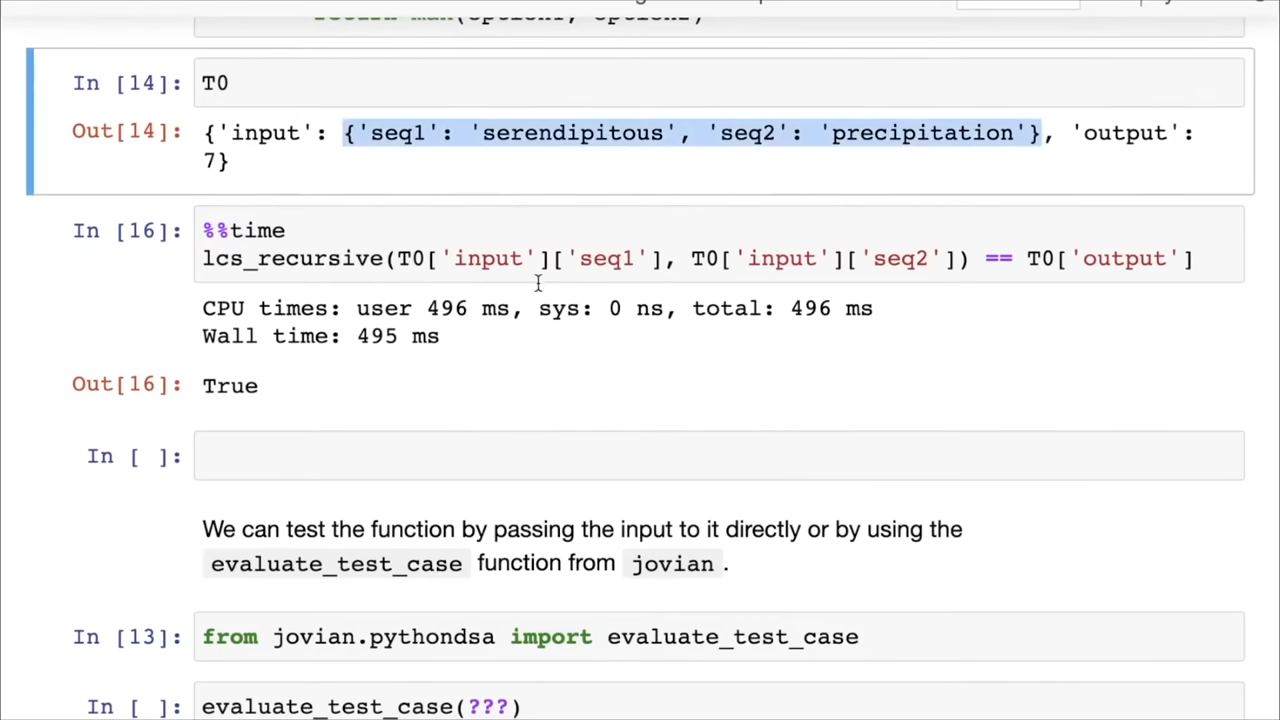 In [14]: T0
Out[14]: {'input': {'seq1': 'serendipitous', 'seq2': 'precipitation'}, 'output':
7}
In [16]: %%time
lcs_recursive(T0['input']['seq1'], T0['input']['seq2']) == T0['output']
CPU times: user 496 ms, sys: 0 ns, total: 496 ms
Wall time: 495 ms
Out[16]: True
In [ ]:
We can test the function by passing the input to it directly or by using the
evaluate_test_case function from jovian.
In [13]: from jovian.pythondsa import evaluate_test_case
In [ ]: evaluate_test_case(???)